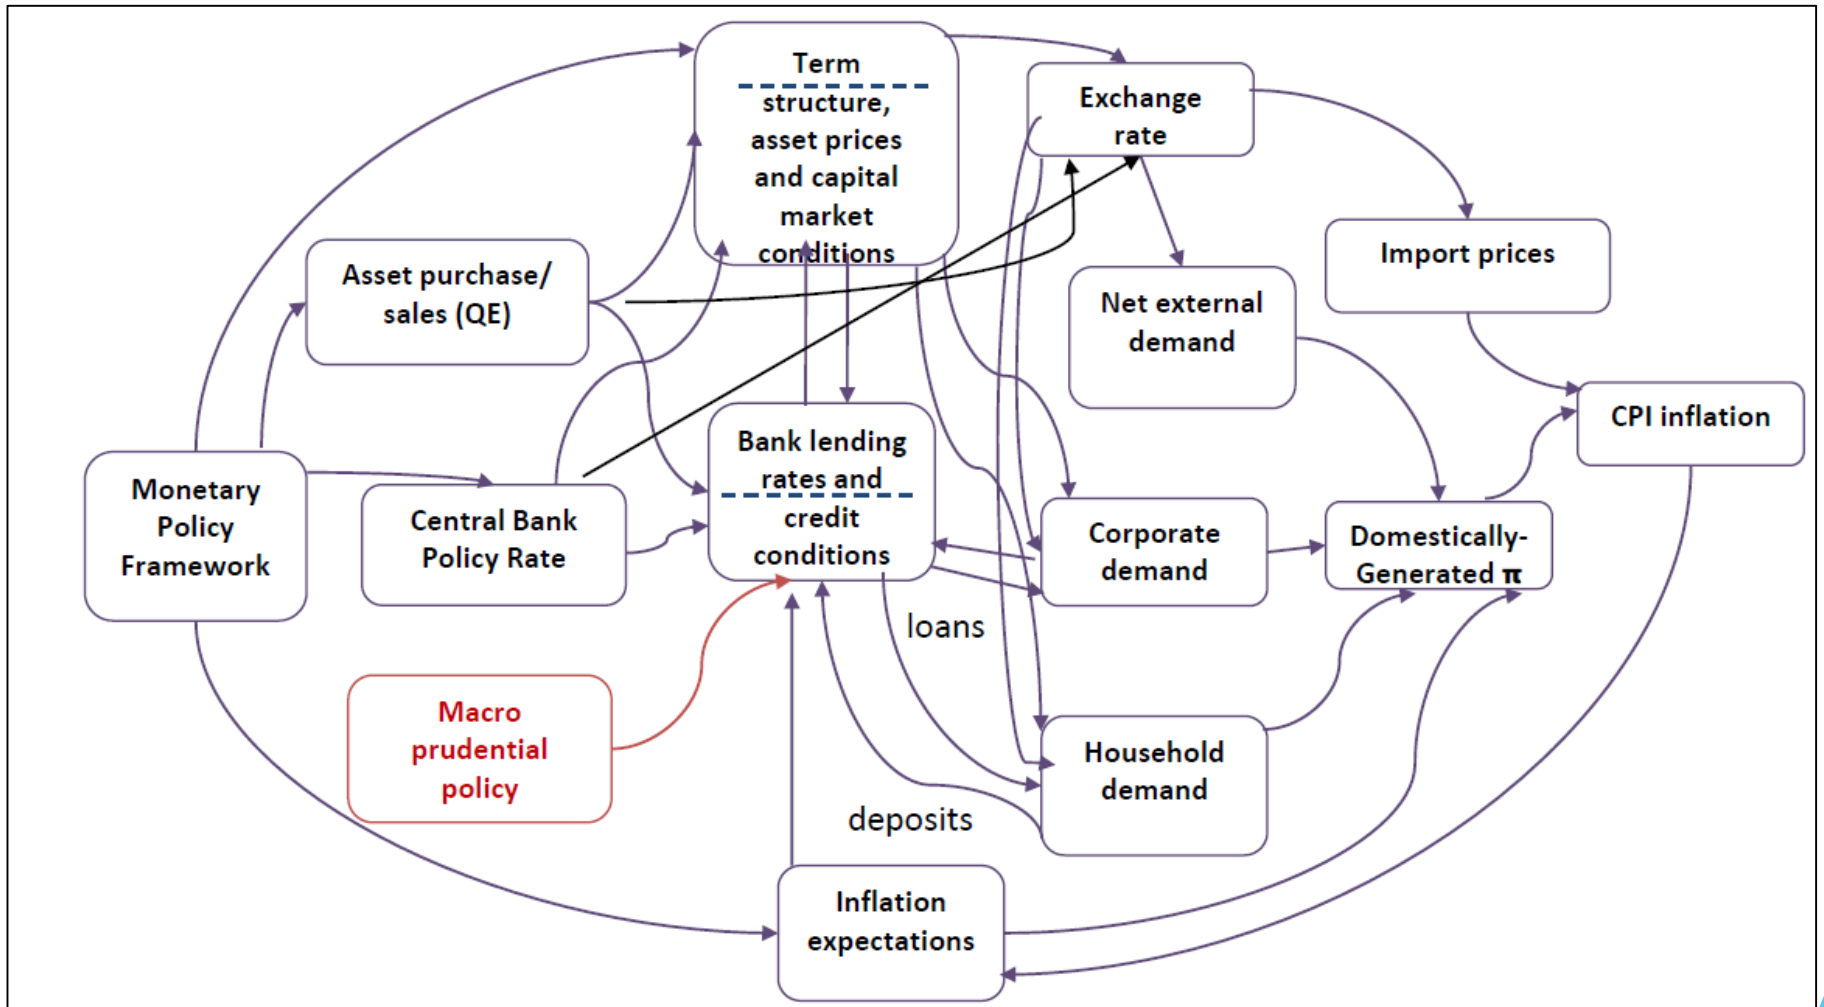 Term
structure,
asset prices
and capital
market
conditions
Exchange
rate
Import prices
Asset purchase/
sales (QE)
Net external
demand
CPI inflation
Monetary
Policy
Framework
Central Bank
Policy Rate
Bank lending
rates and
credit
conditions
Corporate
demand
Domestically-
Generated π
loans
Macro
prudential
policy
Household
demand
deposits
Inflation
expectations